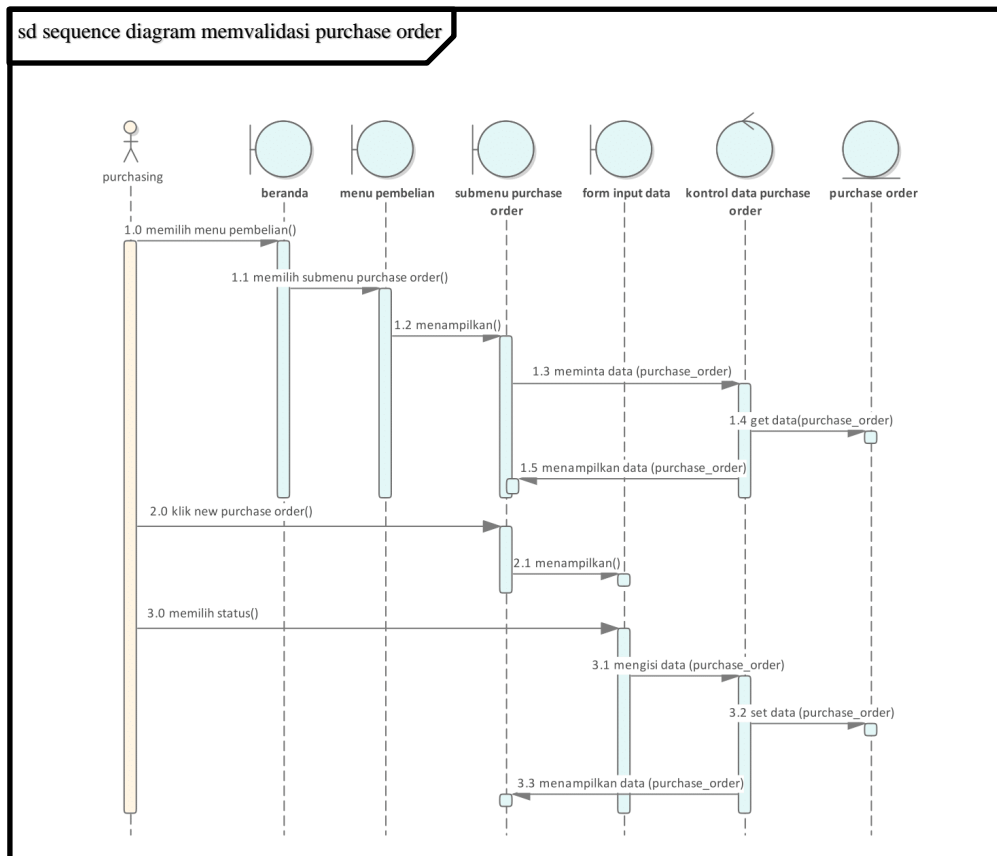 sd sequence diagram memvalidasi purchase order
purchasing
beranda
menu pembelian
submenu purchase
order
form input data
kontrol data purchase
order
purchase order
1.0 memilih menu pembelian()
1.1 memilih submenu purchase order()
1.2 menampilkan()
1.3 meminta data (purchase_order)
1.4 get data(purchase_order)
1.5 menampilkan data (purchase_order)
2.0 klik new purchase order()
2.1 menampilkan()
3.0 memilih status()
3.1 mengisi data (purchase_order)
3.2 set data (purchase_order)
3.3 menampilkan data (purchase_order)